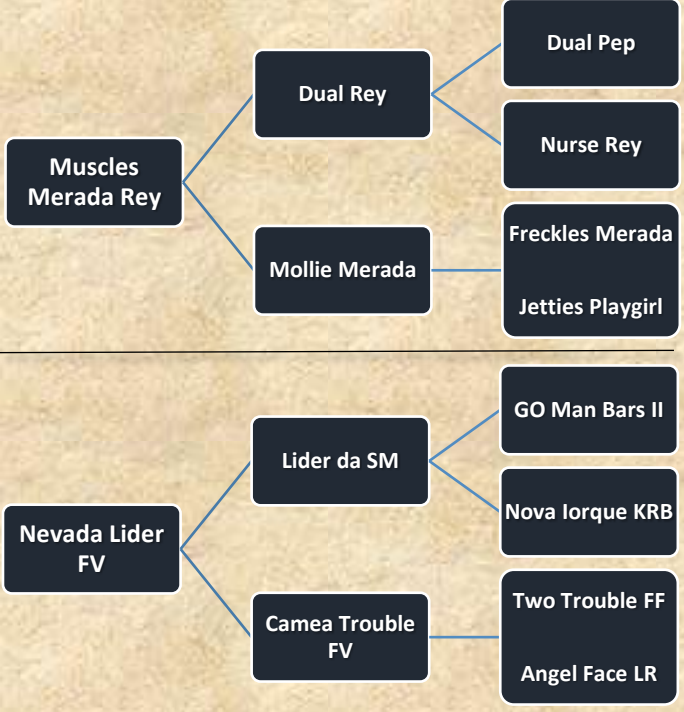 Dual Pep
Dual Rey
Nurse Rey
Muscles
Merada Rey
Freckles Merada
Mollie Merada
Jetties Playgirl
GO Man Bars II
Lider da SM
Nova Iorque KRB
Nevada Lider
FV
Two Trouble FF
Camea Trouble
FV
Angel Face LR